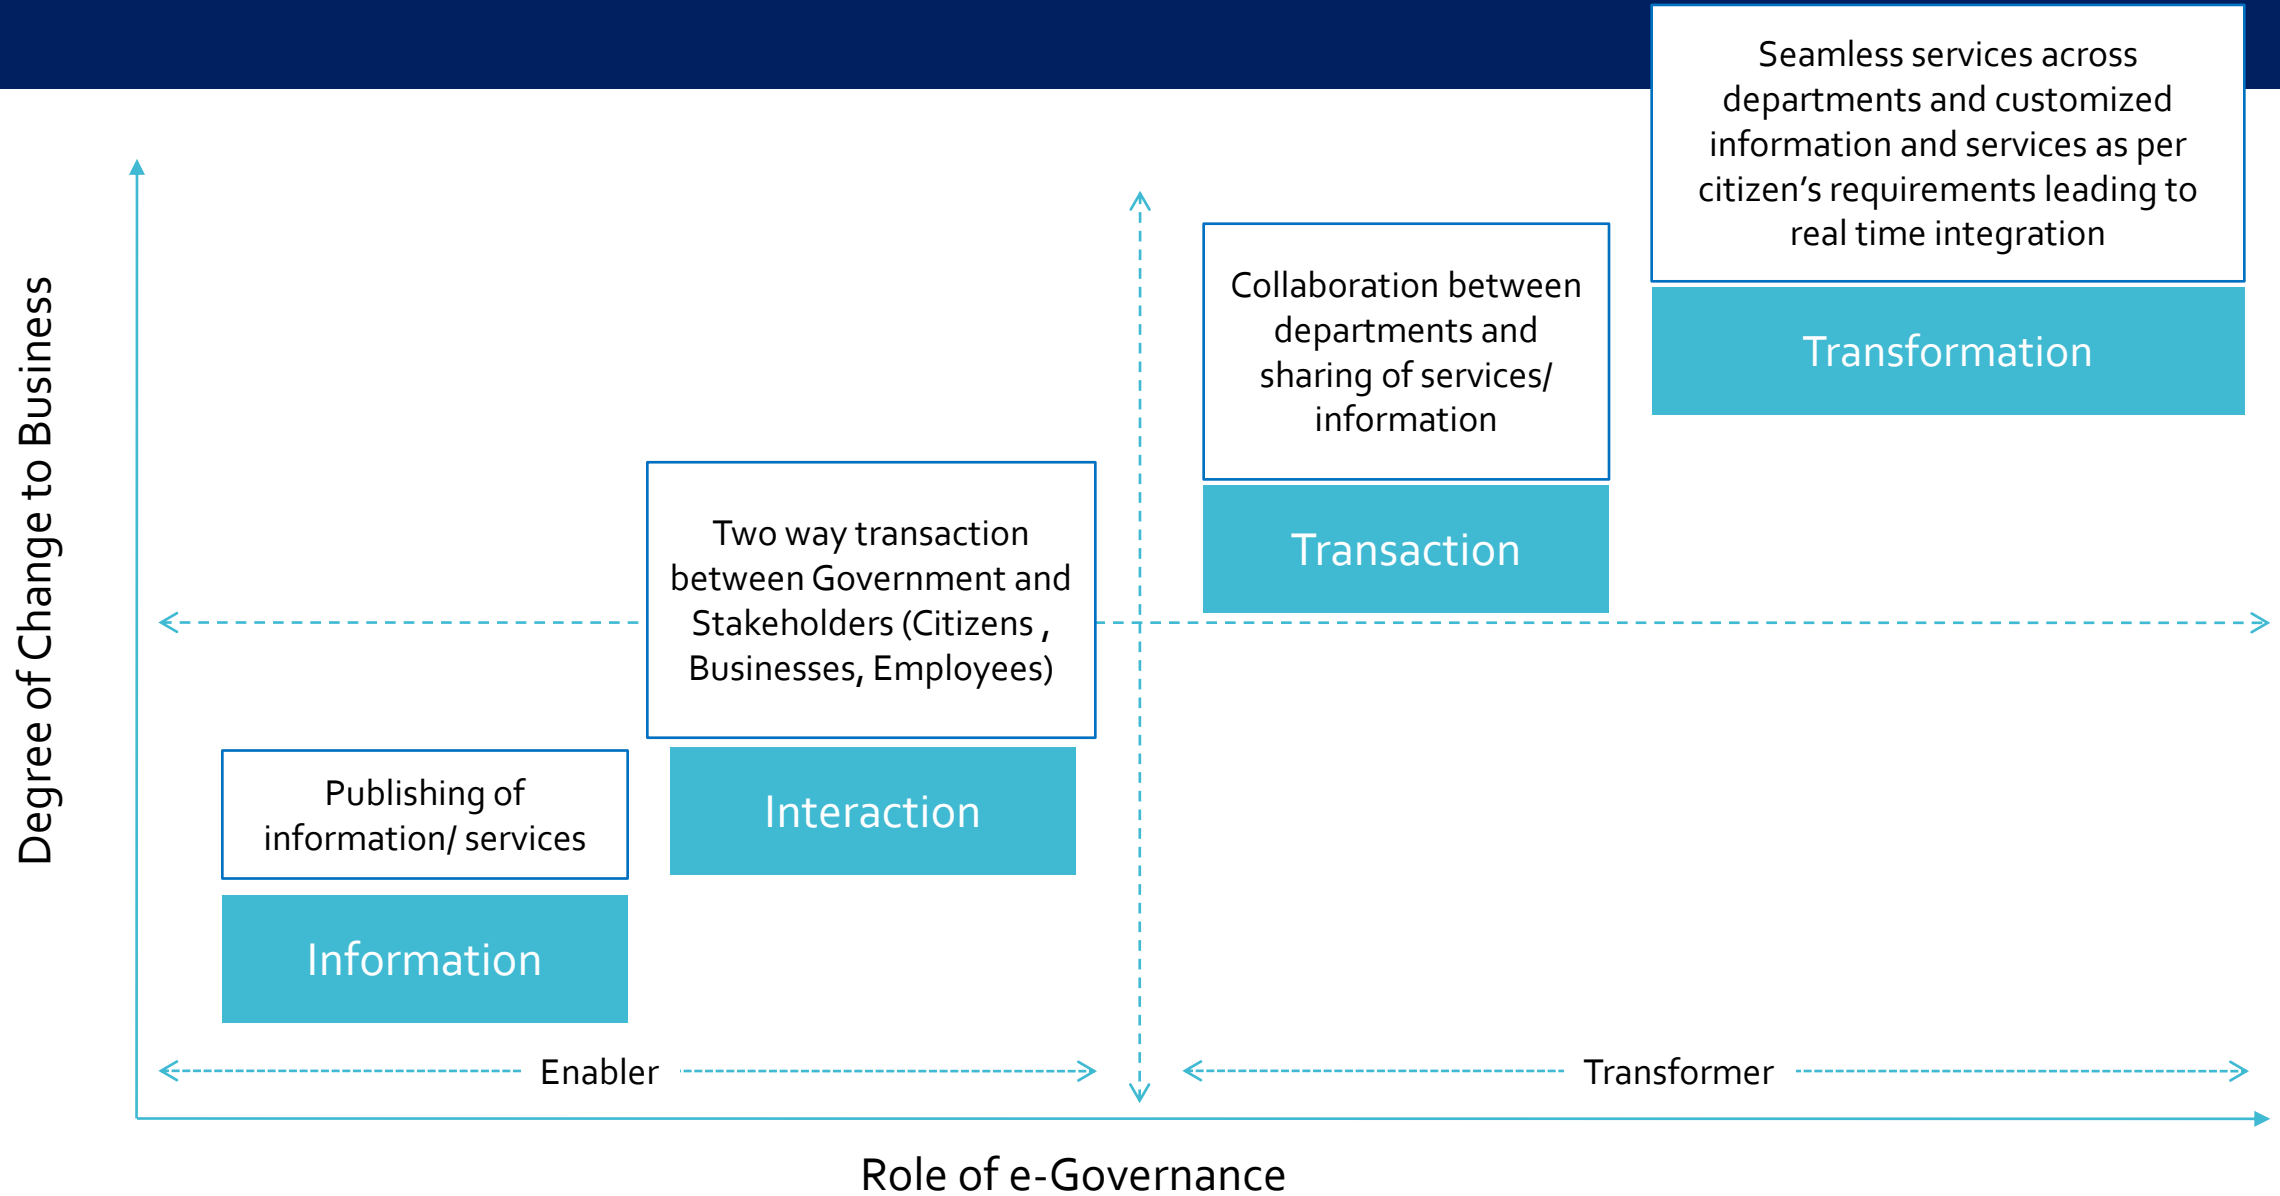 Seamless services across
departments and customized
information and services as per
citizen’s requirements leading to
real time integration
Transformation
Collaboration between
departments and
sharing of services/
information
Transaction
Two way transaction
between Government and
Stakeholders (Citizens ,
Businesses, Employees)
Interaction
Publishing of
information/ services
Information
Degree of Change to Business
Enabler
Transformer
Role of e-Governance